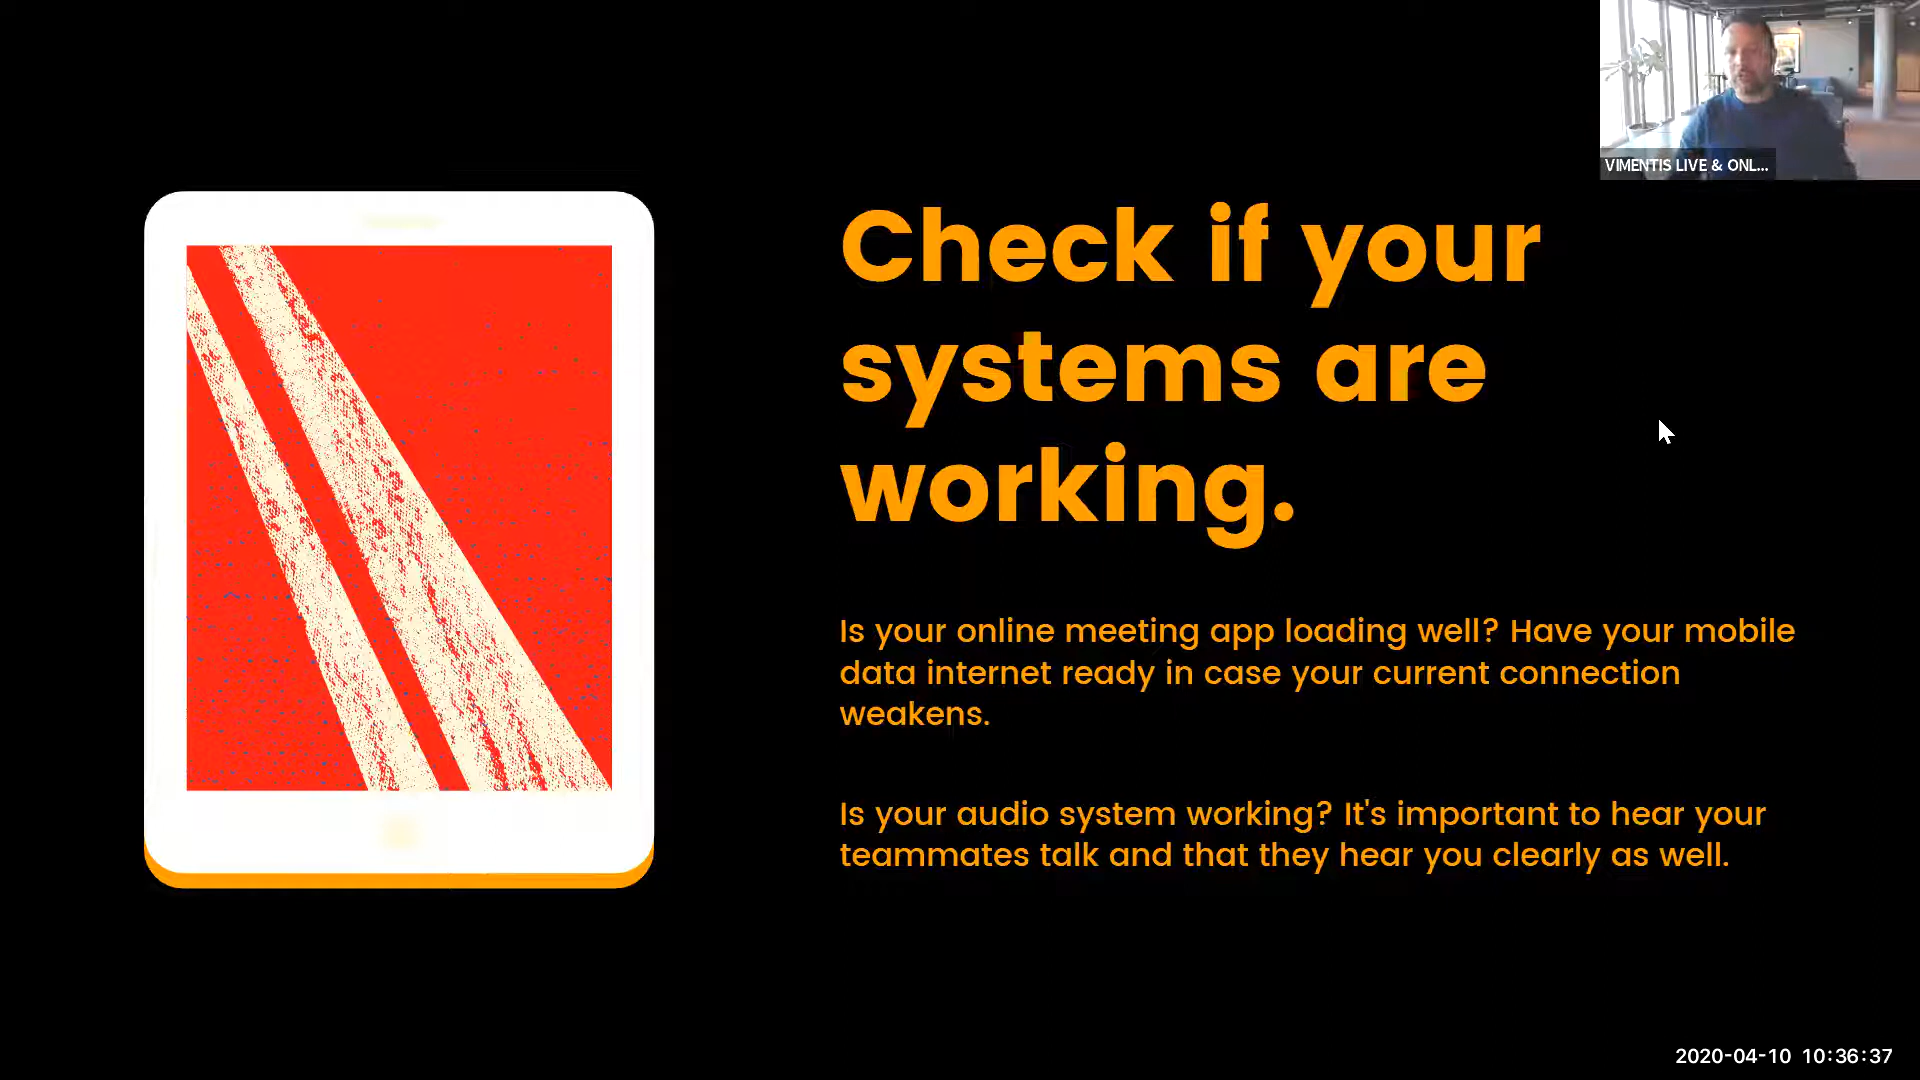 VIMENTIS LIVE & ONL...
Check if your
systems are
working.
Is your online meeting app loading well? Have your mobile
data internet ready in case your current connection
weakens.
Is your audio system working? It's important to hear your
teammates talk and that they hear you clearly as well.
2020-04-10 10:36:37